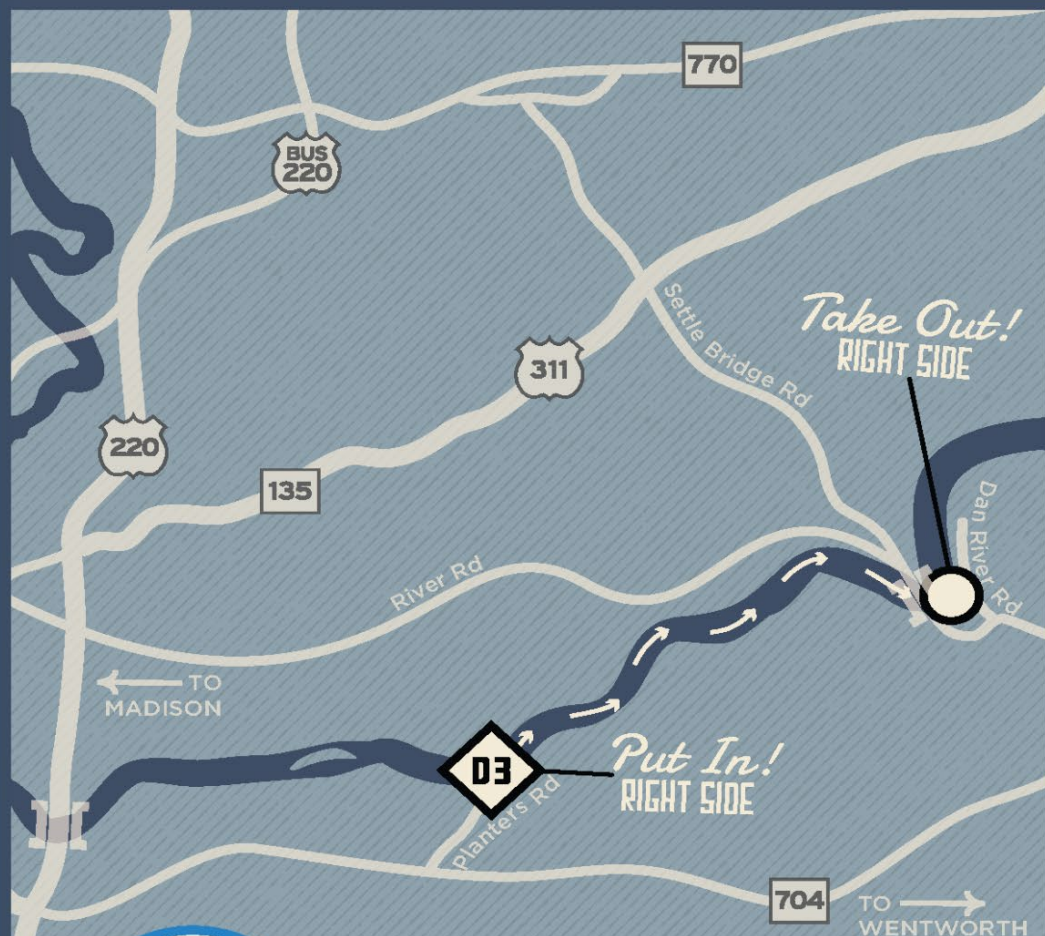 770
BUS
220
Settle Bridge Rd
Take Out!
RIGHT SIDE
311
220
135
Dan River Rd
River Rd
TO
MADISON
D3
Put In!
RIGHT SIDE
Planters Rd
704
TO
WENTWORTH